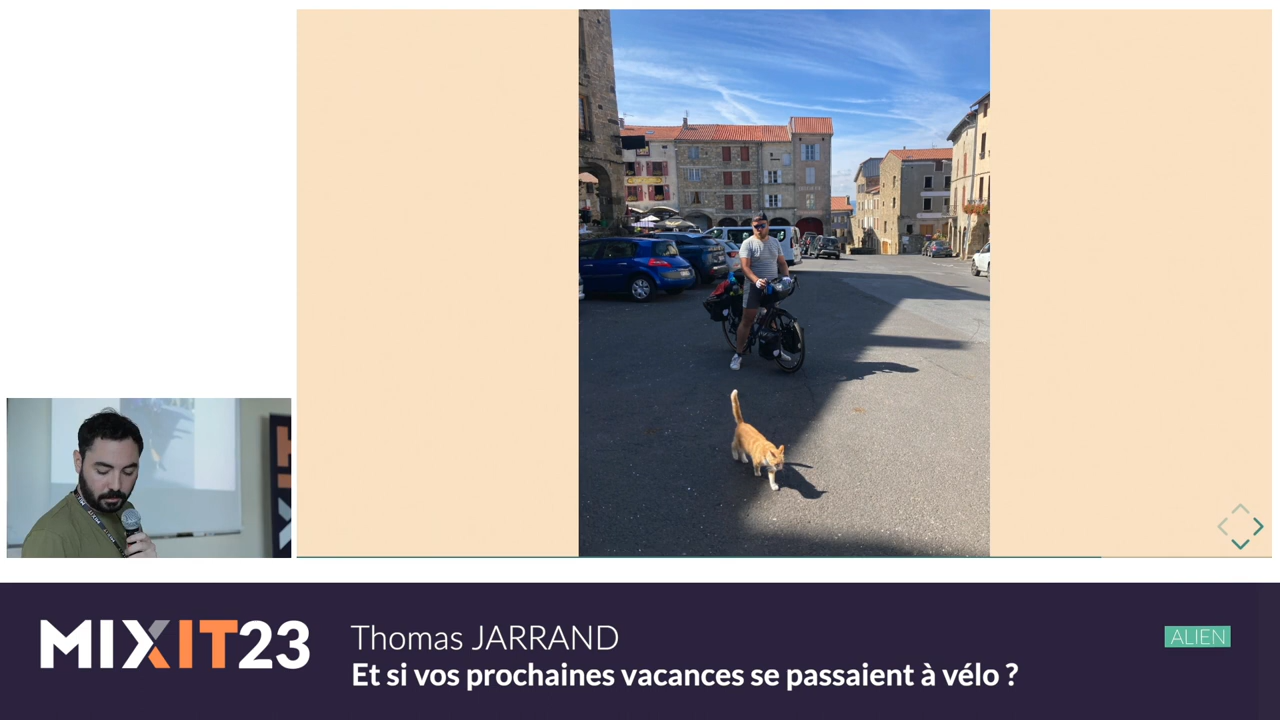 MIXIT23
Thomas JARRAND
Et si vos prochaines vacances se passaient à vélo ?
ALIEN